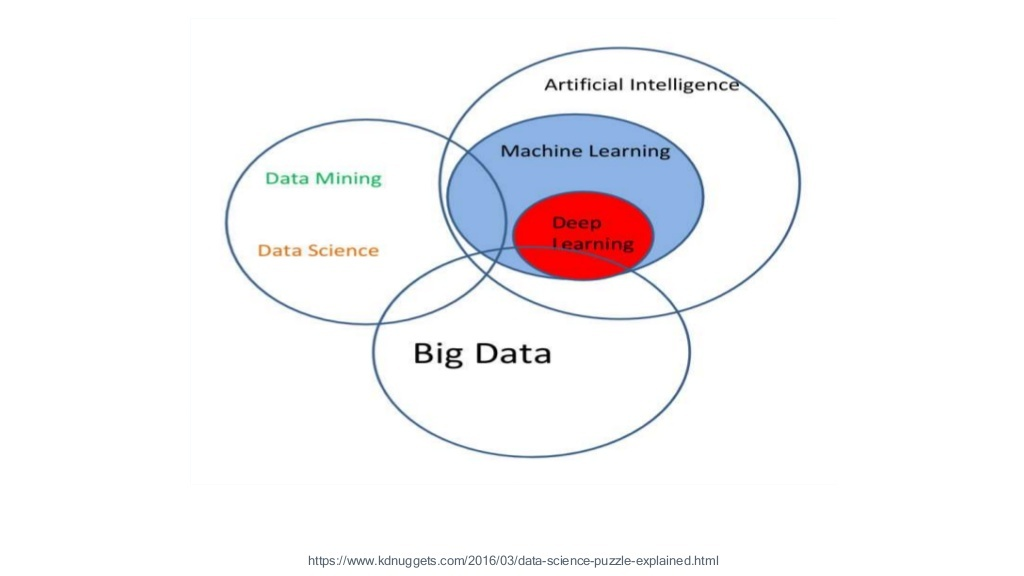 Artificial Intelligence
Machine Learning
Data Mining
Deep
Learning
Data Science
Big Data
https://www.kdnuggets.com/2016/03/data-science-puzzle-explained.html